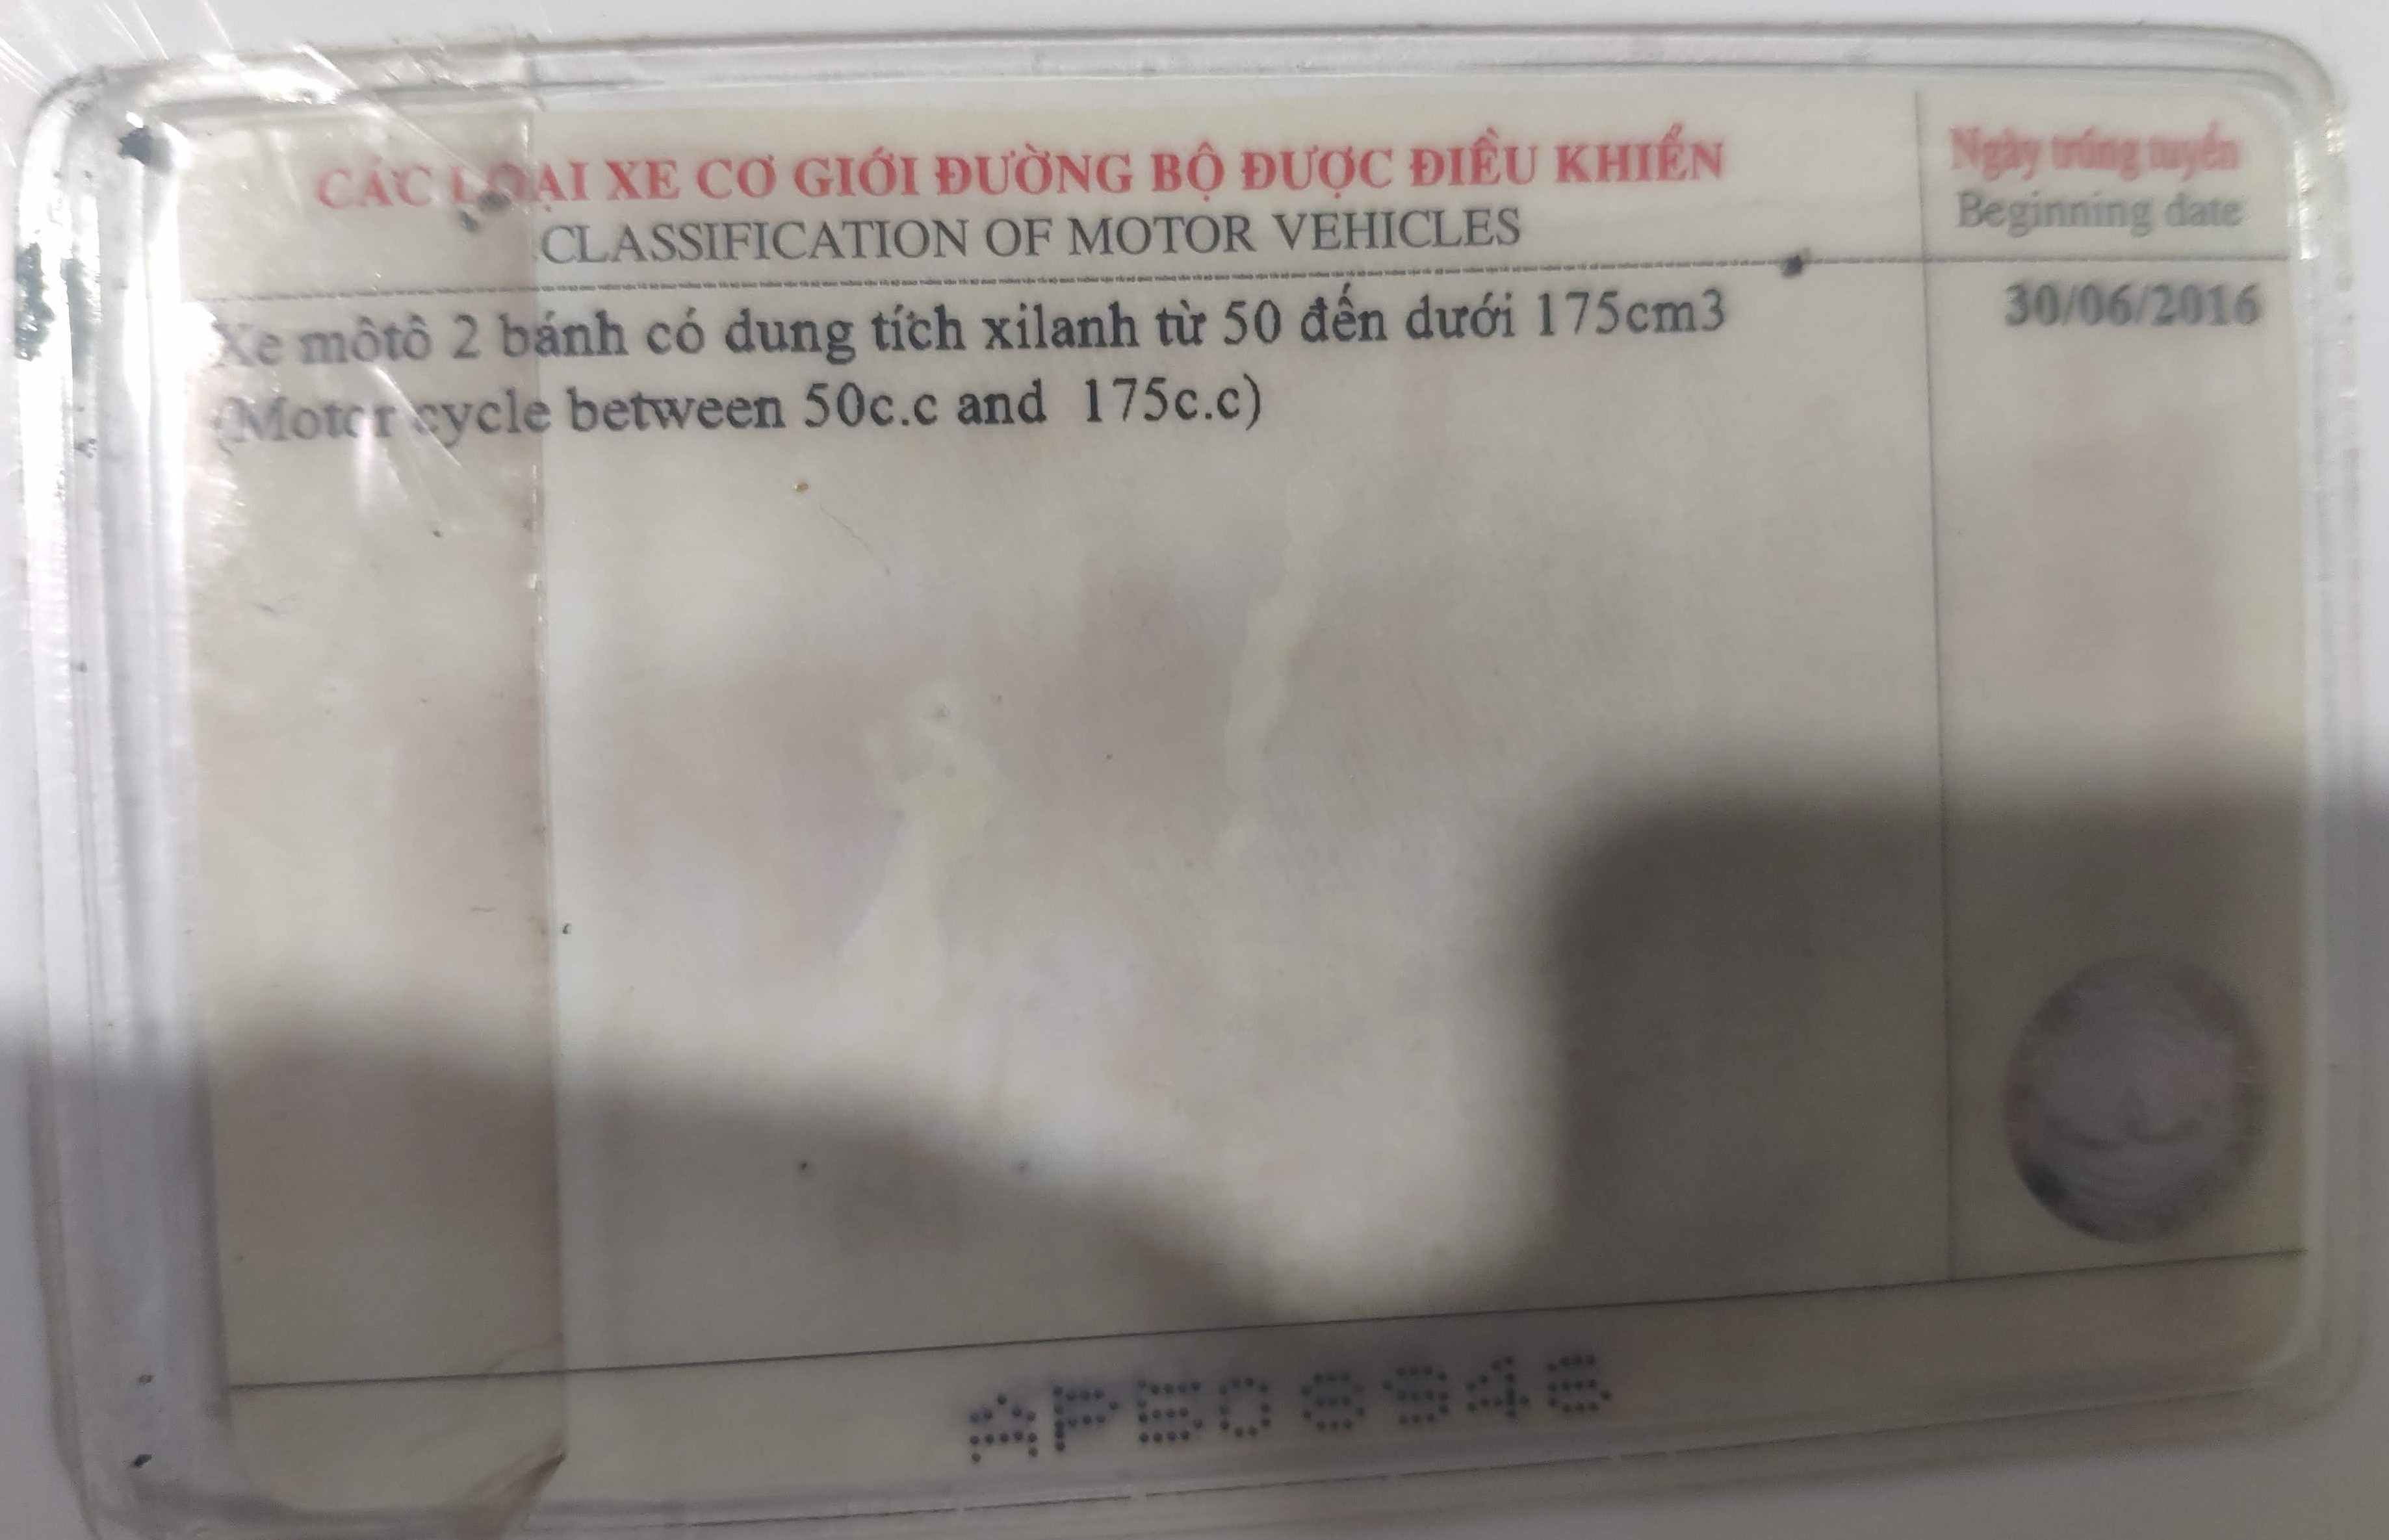 CÁC LOẠI XE CƠ GIỚI ĐƯỜNG BỘ ĐƯỢC ĐIỀU KHIỂN
CLASSIFICATION OF MOTOR VEHICLES
Ngày trúng tuyển
Beginning date
Xe môtô 2 bánh có dung tích xilanh từ 50 đến dưới 175cm3
(Motor cycle between 50c.c and 175c.c)
30/06/2016